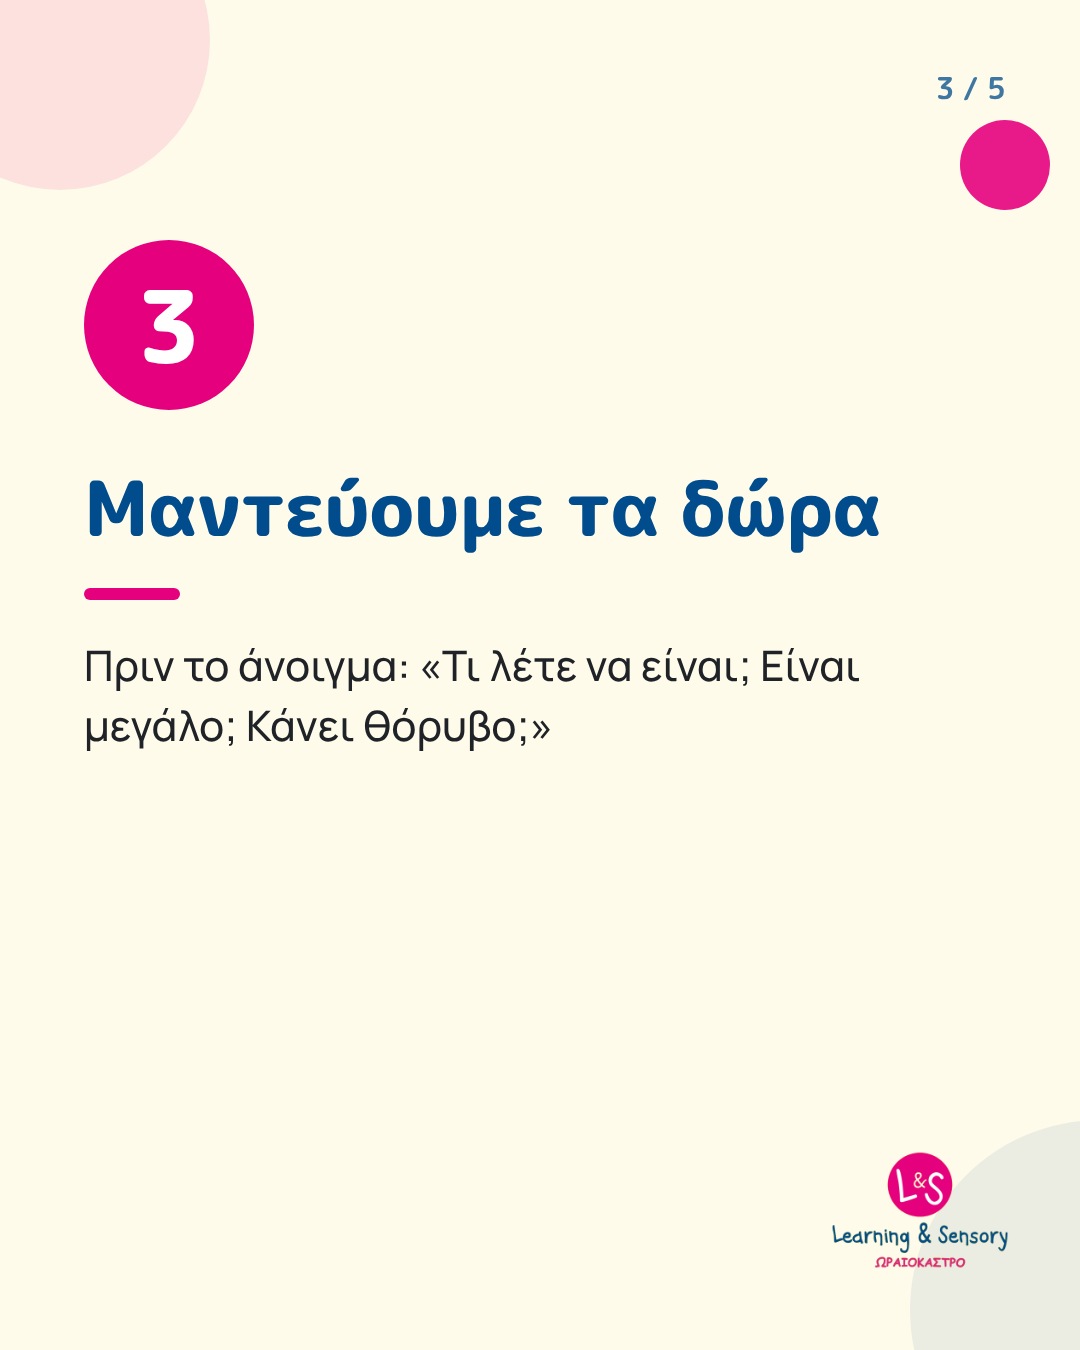 3 / 5
3
Μαντεύουμε τα δώρα
Πριν το άνοιγμα: «Τι λέτε να είναι; Είναι
μεγάλο; Κάνει θόρυβο;»
L&S
Learning & Sensory
ΩΡΑΙΟΚΑΣΤΡΟ